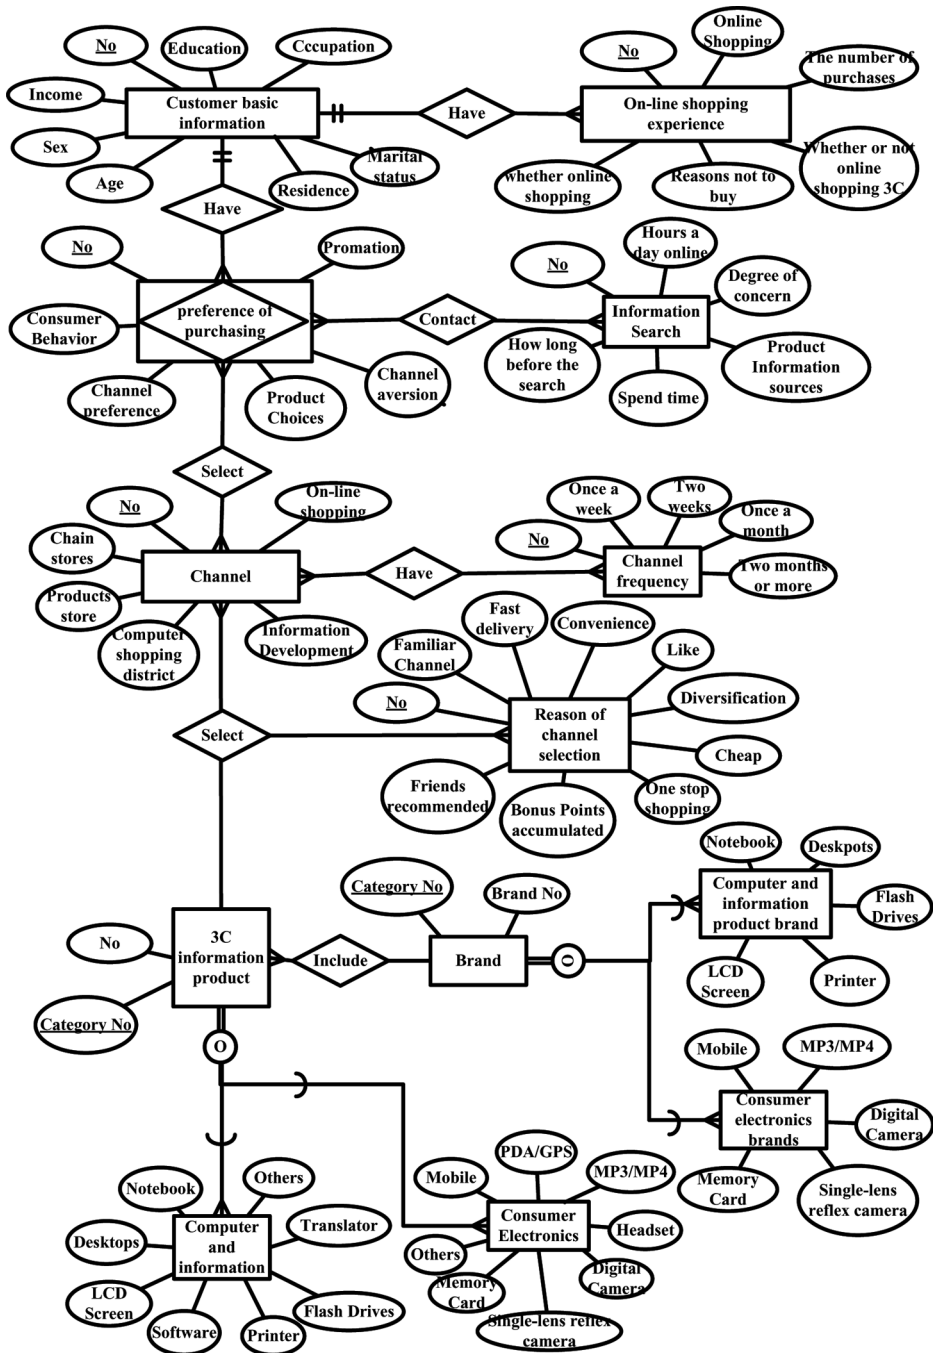 No
Education
Cccupation
Income
Customer basic
information
Sex
Age
Residence
Marital
status
Have
No
Online
Shopping
The number of
purchases
On-line shopping
experience
whether online
shopping
Reasons not to
buy
Whether or not
online
shopping 3C
Have
No
Promation
Consumer
Behavior
preference of
purchasing
Channel
preference
Product
Choices
Channel
aversion
Contact
No
Hours a
day online
Degree of
concern
Information
Search
How long
before the
search
Spend time
Product
Information
sources
Select
No
On-line
shopping
Chain
stores
Channel
Products
store
Computer
shopping
district
Information
Development
Have
No
Once a
week
Two
weeks
Once a
month
Channel
frequency
Two months
or more
Select
Familiar
Channel
Fast
delivery
Convenience
Like
No
Reason of
channel
selection
Diversification
Cheap
Friends
recommended
Bonus Points
accumulated
One stop
shopping
No
3C
information
product
Category No
Include
Category No
Brand No
Brand
O
Notebook
Deskpots
Computer and
information
product brand
Flash
Drives
LCD
Screen
Printer
Mobile
MP3/MP4
Consumer
electronics
brands
Digital
Camera
Memory
Card
Single-lens
reflex camera
O
Notebook
Others
Desktops
Computer
and
information
Translator
LCD
Screen
Software
Printer
Flash Drives
Mobile
PDA/GPS
MP3/MP4
Consumer
Electronics
Headset
Others
Memory
Card
Digital
Camera
Single-lens reflex
camera